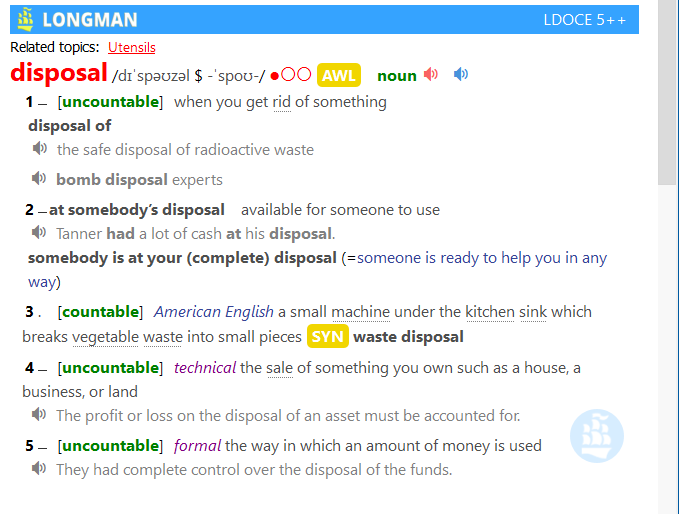 LONGMAN LDOCE 5++
Related topics: Utensils
disposal /dɪˈspəʊzəl $ -ˈspoʊ-/ ●○○ AWL noun
1 – [uncountable] when you get rid of something
disposal of
the safe disposal of radioactive waste
bomb disposal experts
2 – at somebody’s disposal available for someone to use
Tanner had a lot of cash at his disposal.
somebody is at your (complete) disposal (=someone is ready to help you in any
way)
3 . [countable] American English a small machine under the kitchen sink which
breaks vegetable waste into small pieces SYN waste disposal
4 – [uncountable] technical the sale of something you own such as a house, a
business, or land
The profit or loss on the disposal of an asset must be accounted for.
5 – [uncountable] formal the way in which an amount of money is used
They had complete control over the disposal of the funds.